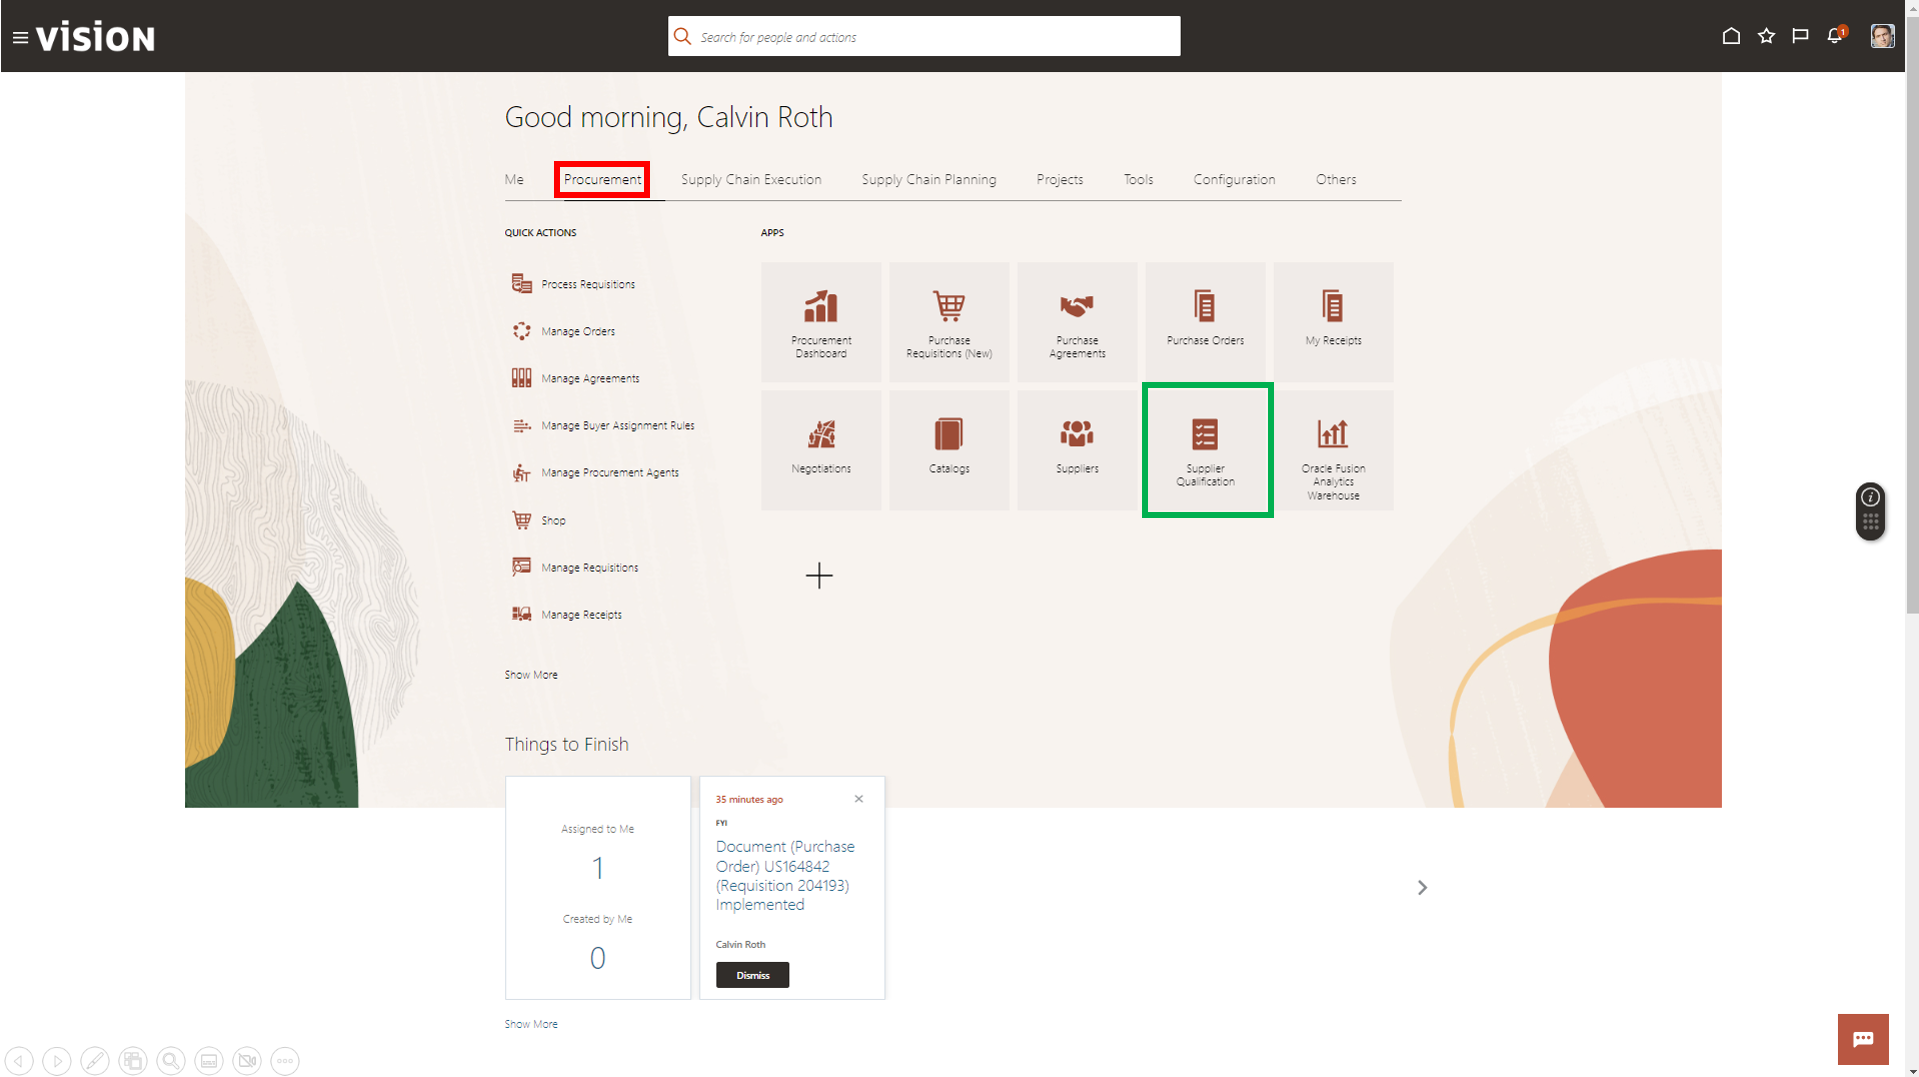 vision
Search for people and actions
1
Good morning, Calvin Roth
Me
Procurement
Supply Chain Execution
Supply Chain Planning
Projects
Tools
Configuration
Others
QUICK ACTIONS
Process Requisitions
Manage Orders
Manage Agreements
Manage Buyer Assignment Rules
Manage Procurement Agents
Shop
Manage Requisitions
Manage Receipts
Show More
APPS
Procurement
Dashboard
Purchase
Requisitions (New)
Purchase
Agreements
Purchase Orders
My Receipts
Negotiations
Catalogs
Suppliers
Supplier
Qualification
Oracle Fusion
Analytics
Warehouse
Things to Finish
Assigned to Me
1
Created by Me
0
35 minutes ago
FYI
Document (Purchase
Order) US164842
(Requisition 204193)
Implemented
Calvin Roth
Dismiss
Show More